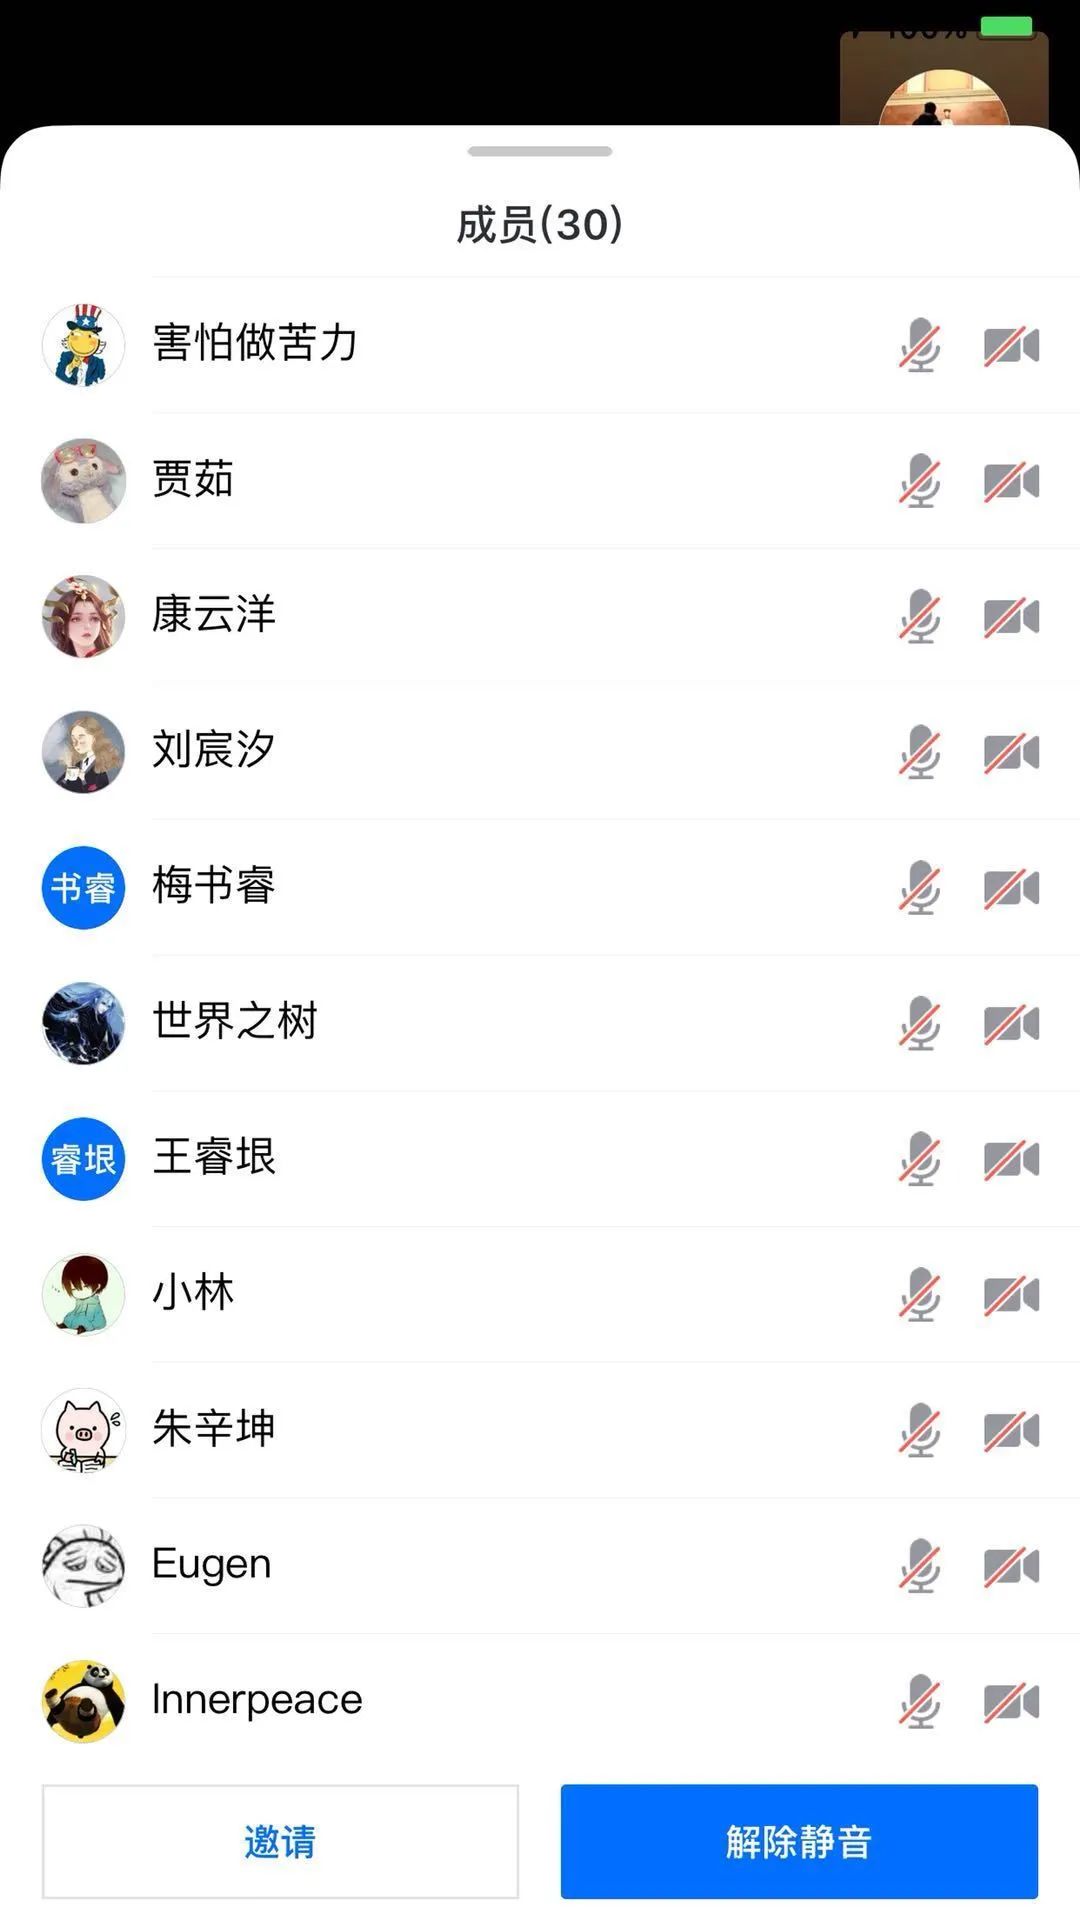 成员(30)
害怕做苦力
贾茹
康云洋
刘宸汐
书睿 梅书睿
世界之树
睿垠 王睿垠
小林
朱辛坤
Eugen
Innerpeace
邀请 解除静音